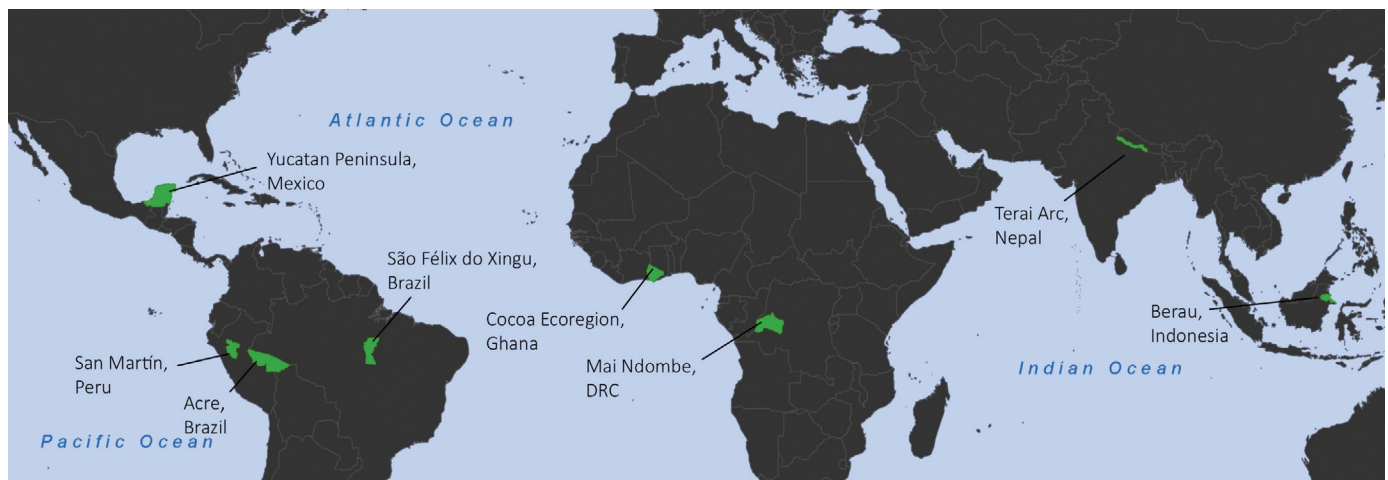 Atlantic Ocean
Yucatan Peninsula,
Mexico
São Félix do Xingu,
Brazil
Terai Arc,
Nepal
Cocoa Ecoregion,
Ghana
Berau,
Indonesia
San Martín,
Peru
Mai Ndombe,
DRC
Indian Ocean
Acre,
Brazil
Pacific Ocean